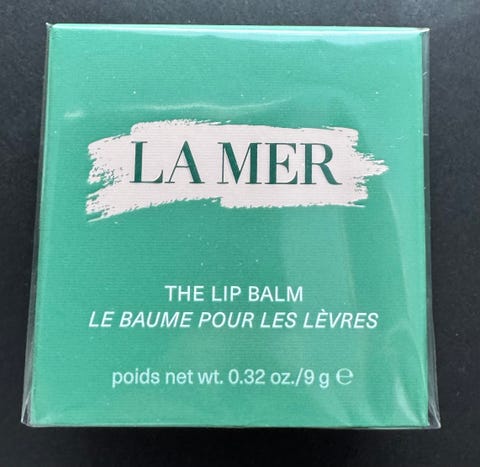 LA MER
THE LIP BALM
LE BAUME POUR LES LÈVRES
poids net wt. 0.32 oz./9 g ℮